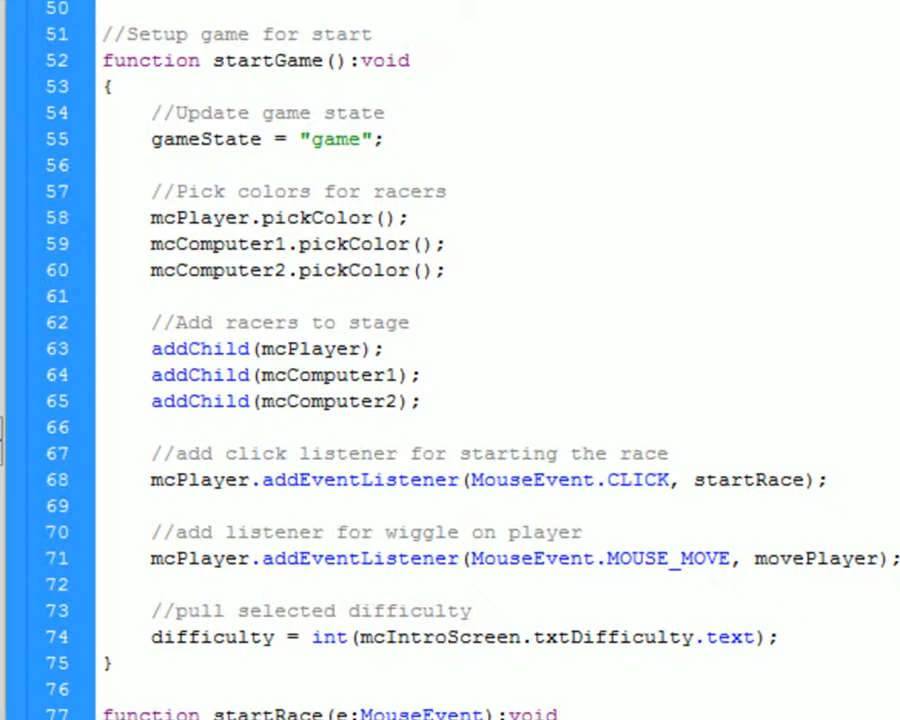 50
51 //Setup game for start
52 function startGame():void
53 {
54 //Update game state
55 gameState = "game";
56
57 //Pick colors for racers
58 mcPlayer.pickColor();
59 mcComputer1.pickColor();
60 mcComputer2.pickColor();
61
62 //Add racers to stage
63 addChild(mcPlayer);
64 addChild(mcComputer1);
65 addChild(mcComputer2);
66
67 //add click listener for starting the race
68 mcPlayer.addEventListener(MouseEvent.CLICK, startRace);
69
70 //add listener for wiggle on player
71 mcPlayer.addEventListener(MouseEvent.MOUSE_MOVE, movePlayer);
72
73 //pull selected difficulty
74 difficulty = int(mcIntroScreen.txtDifficulty.text);
75 }
76
77 function startRace(e:MouseEvent):void